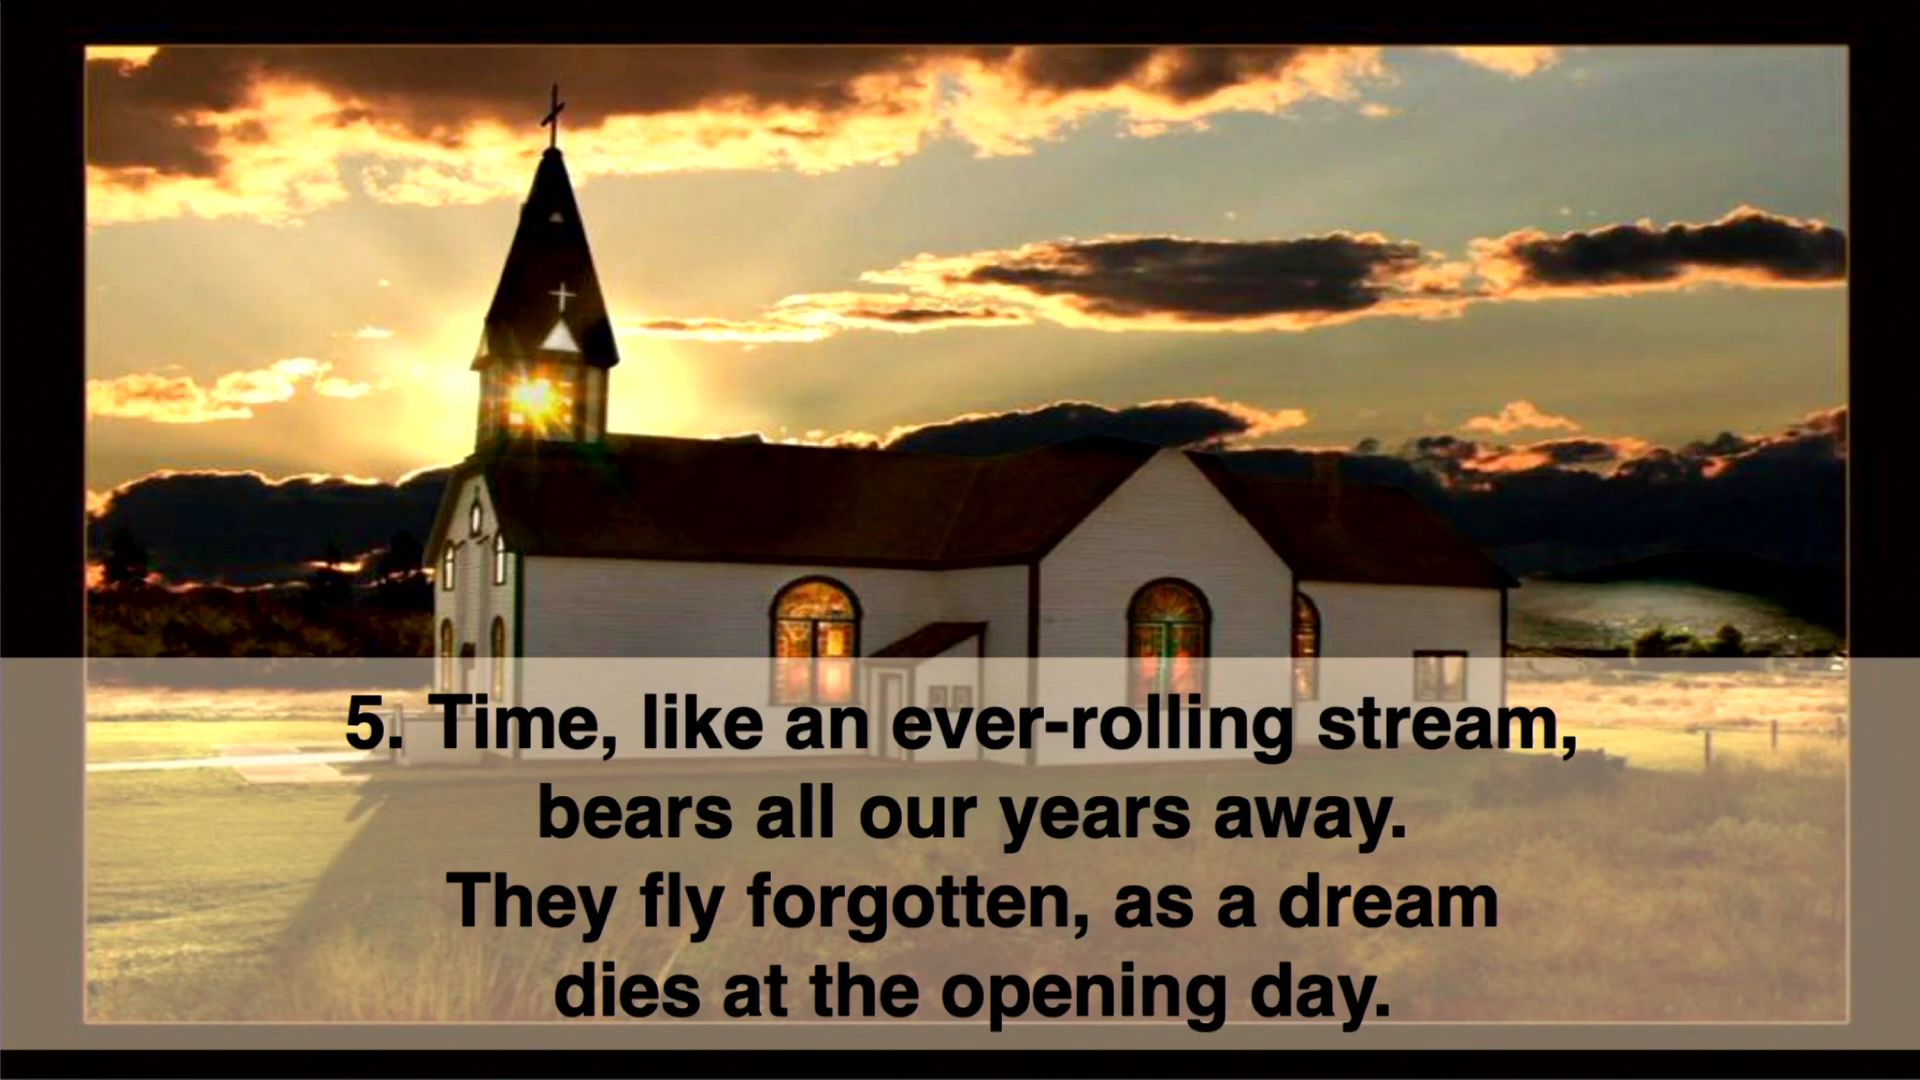 5. Time, like an ever-rolling stream,
bears all our years away.
They fly forgotten, as a dream
dies at the opening day.